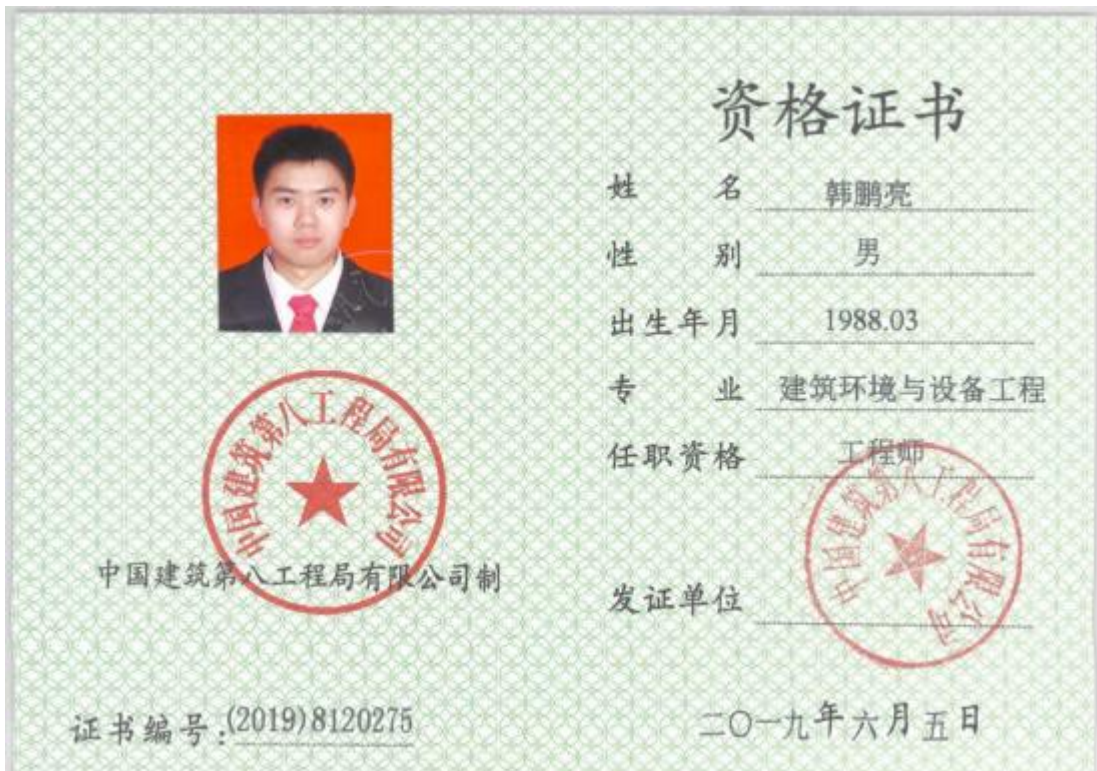 中国建筑第八工程局有限公司
中国建筑第八工程局有限公司制
证书编号:(2019)8120275
资格证书
姓 名 韩鹏亮
性 别 男
出生年月 1988.03
专 业 建筑环境与设备工程
任职资格 工程师
发证单位
中国建筑第八工程局有限公司
二〇一九年六月五日